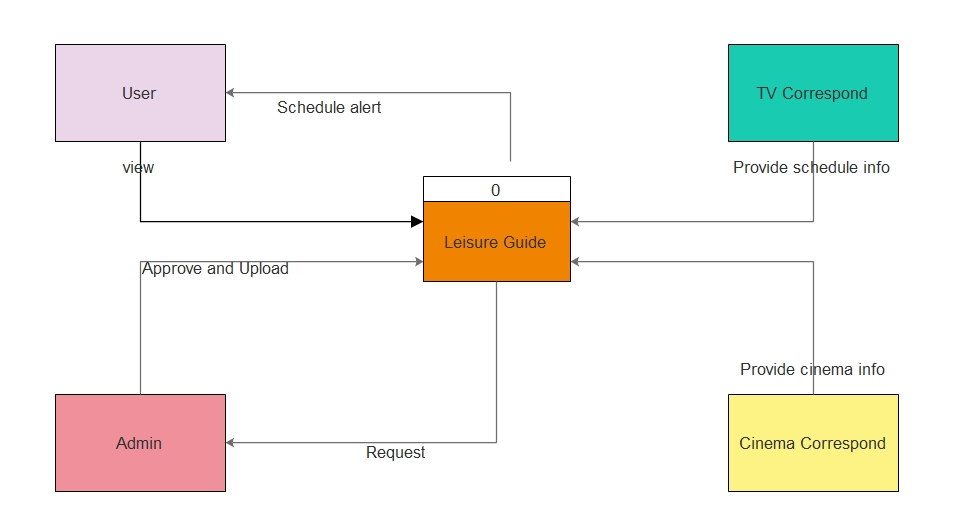 User
TV Correspond
Schedule alert
view
Provide schedule info
0
Leisure Guide
Approve and Upload
Provide cinema info
Admin
Cinema Correspond
Request